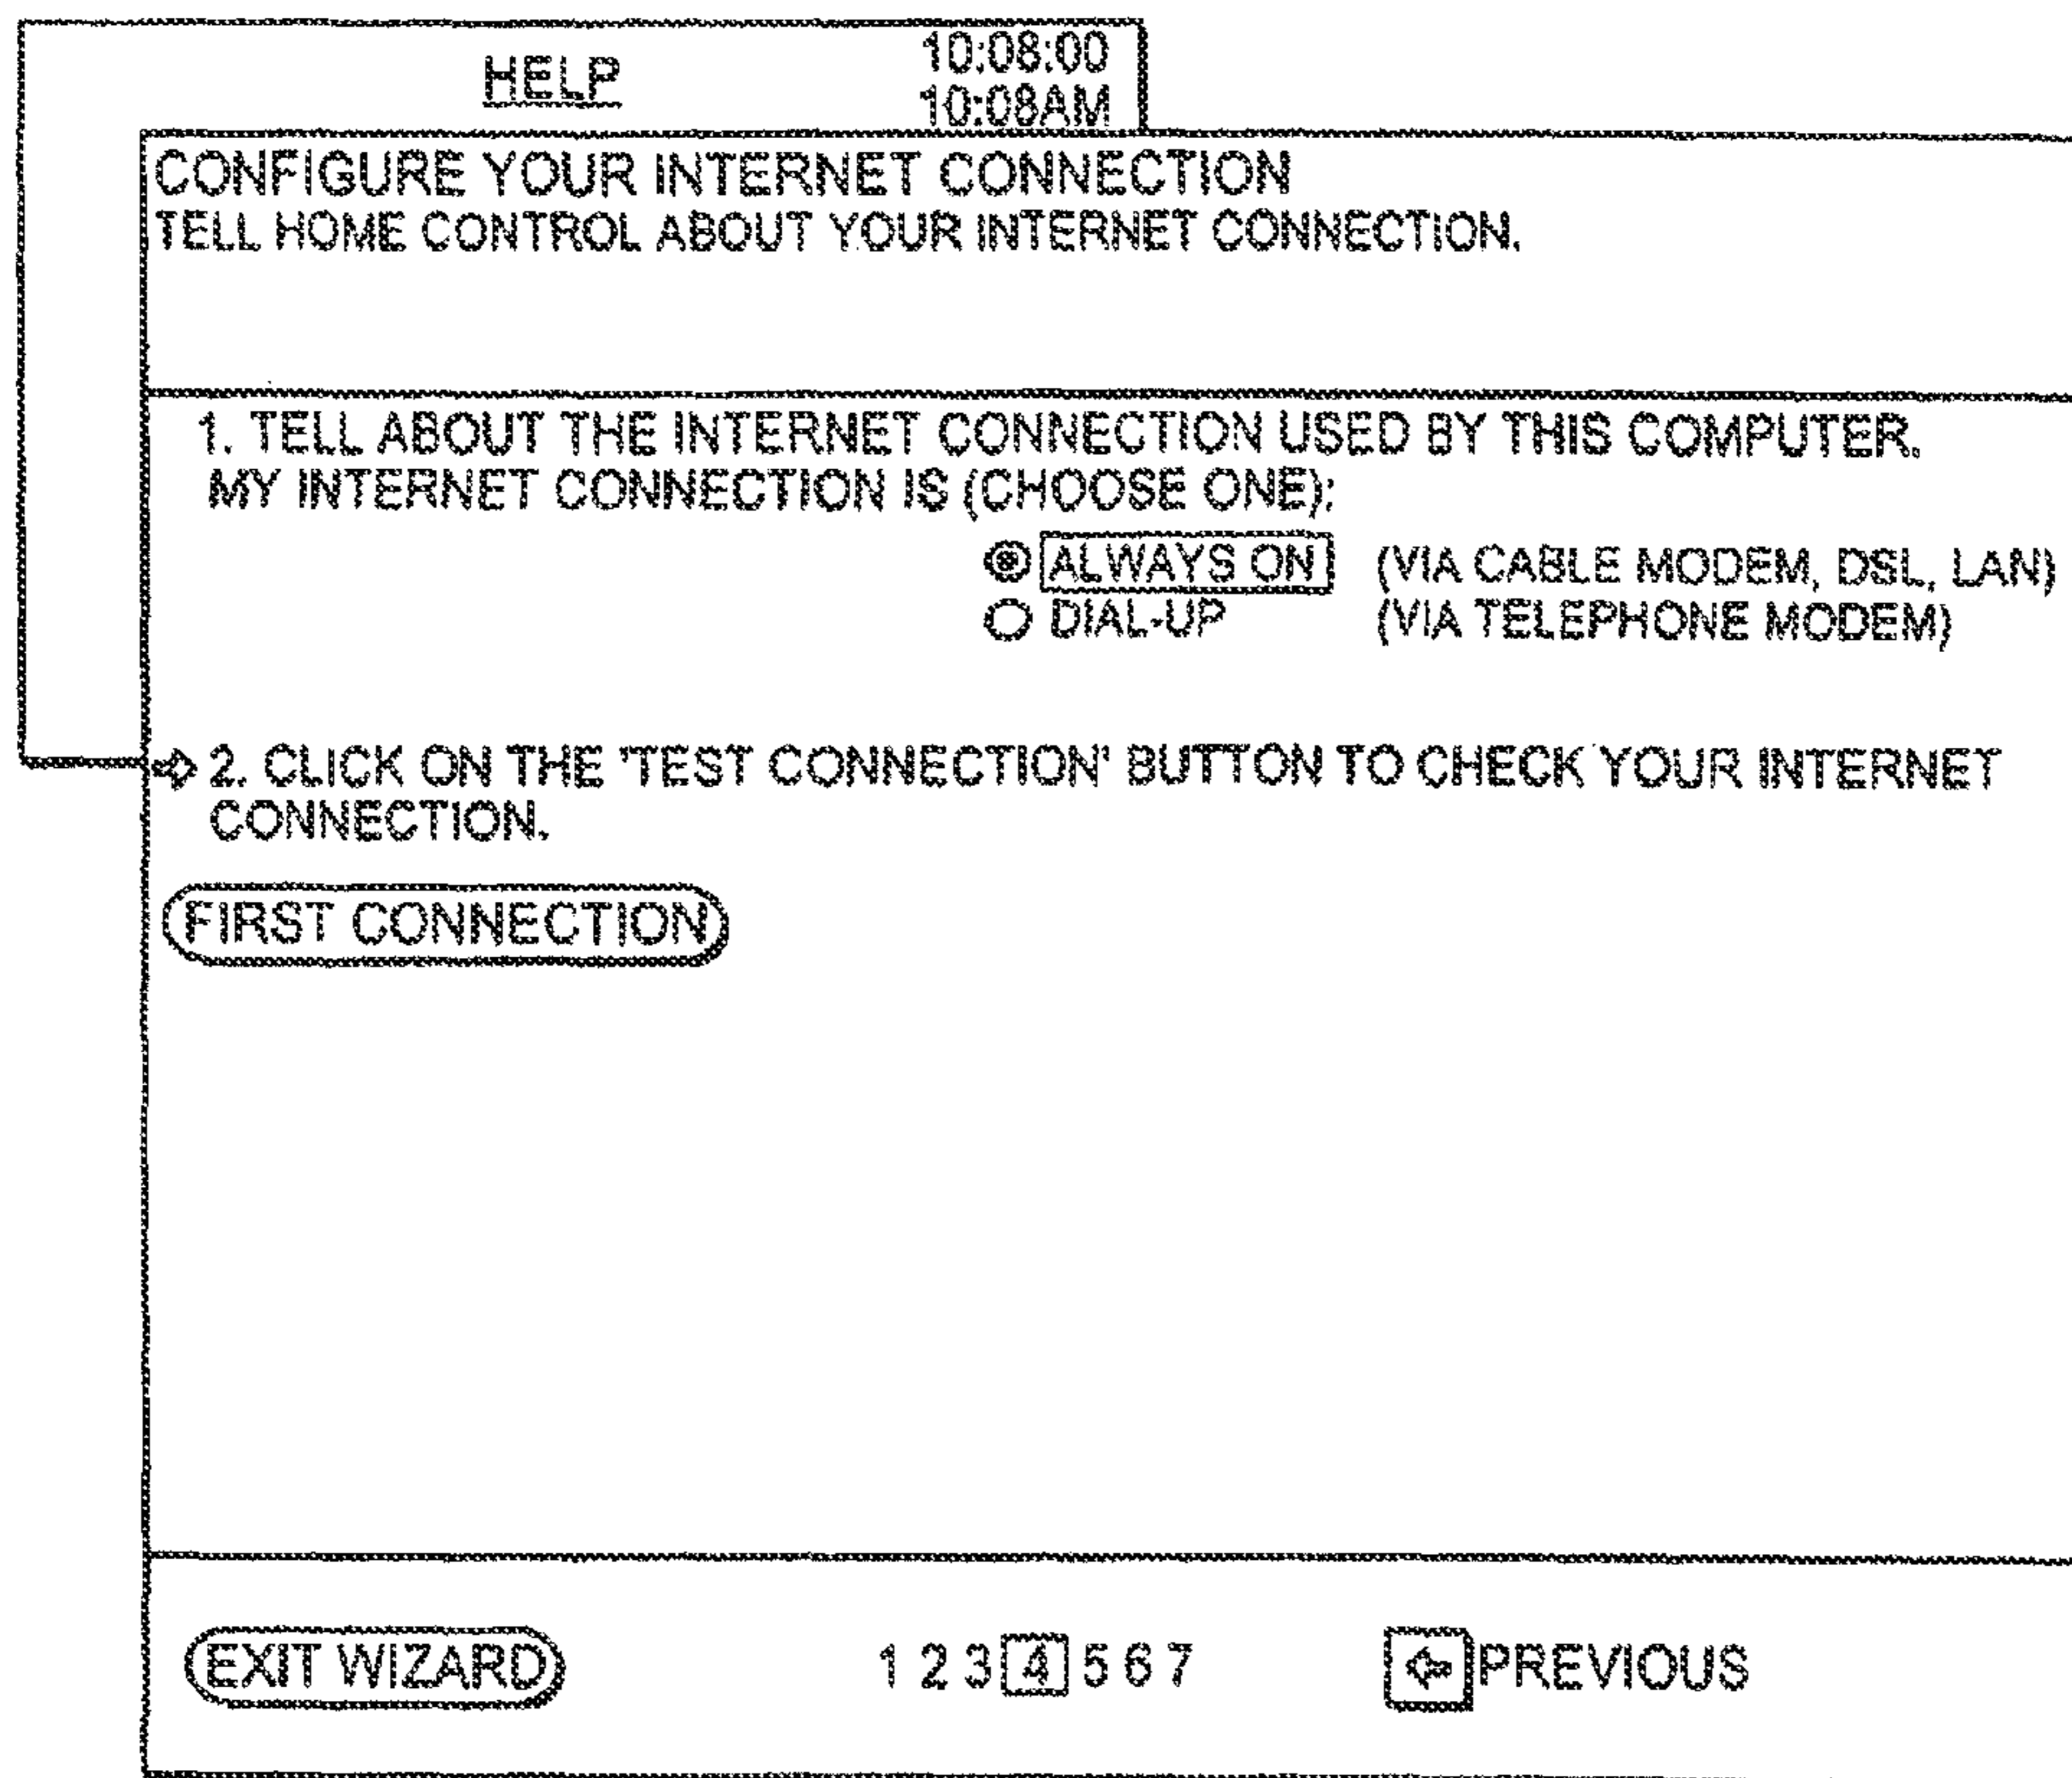 HELP
10:08:00
10:08AM
CONFIGURE YOUR INTERNET CONNECTION
TELL HOME CONTROL ABOUT YOUR INTERNET CONNECTION.
1. TELL ABOUT THE INTERNET CONNECTION USED BY THIS COMPUTER.
MY INTERNET CONNECTION IS (CHOOSE ONE):
ALWAYS ON (VIA CABLE MODEM, DSL, LAN)
DIAL-UP (VIA TELEPHONE MODEM)
2. CLICK ON THE 'TEST CONNECTION' BUTTON TO CHECK YOUR INTERNET
CONNECTION.
FIRST CONNECTION
EXIT WIZARD 1 2 3 4 5 6 7 PREVIOUS